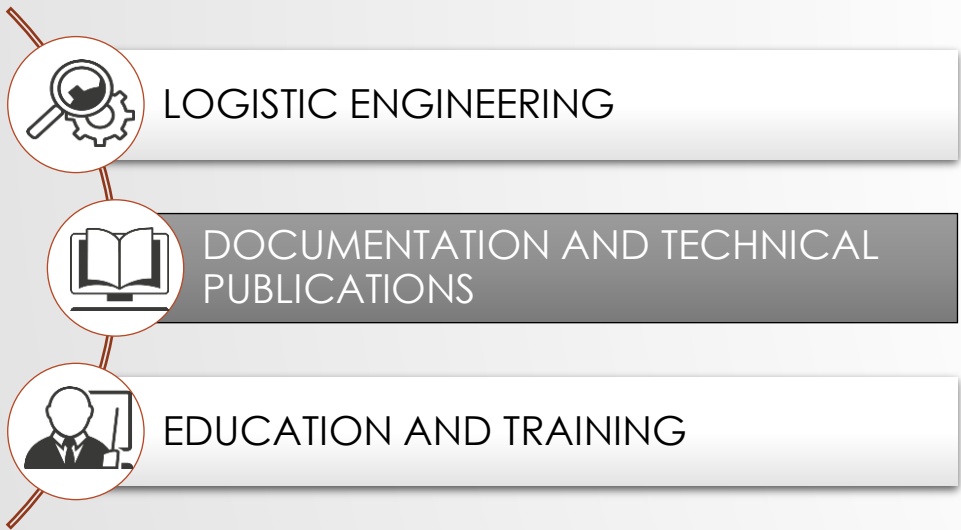 LOGISTIC ENGINEERING
DOCUMENTATION AND TECHNICAL
PUBLICATIONS
EDUCATION AND TRAINING